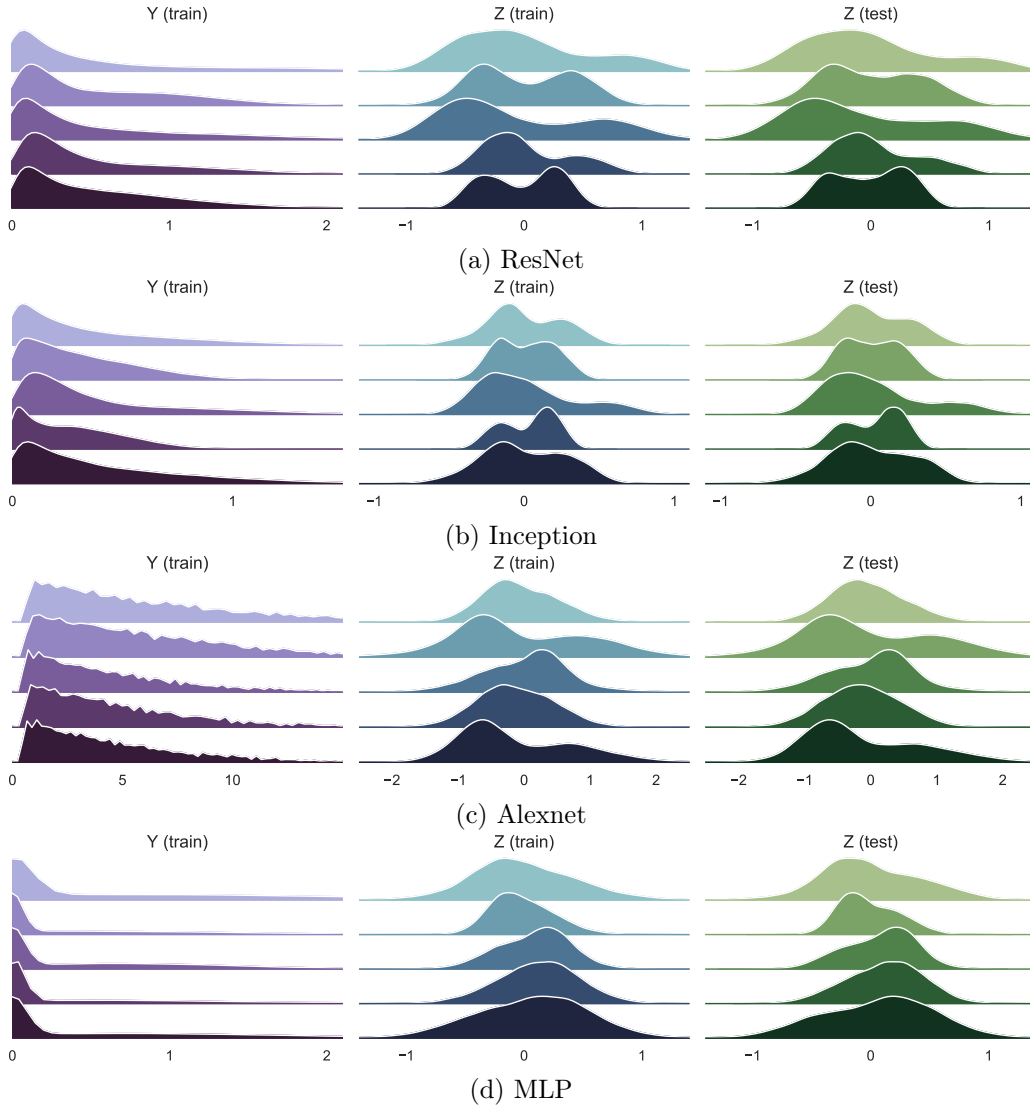 Y (train) Z (train) Z (test)
0 1 2 −1 0 1 −1 0 1
(a) ResNet
Y (train) Z (train) Z (test)
0 1 −1 0 1 −1 0 1
(b) Inception
Y (train) Z (train) Z (test)
0 5 10 −2 −1 0 1 2 −2 −1 0 1 2
(c) Alexnet
Y (train) Z (train) Z (test)
0 1 2 −1 0 1 −1 0 1
(d) MLP